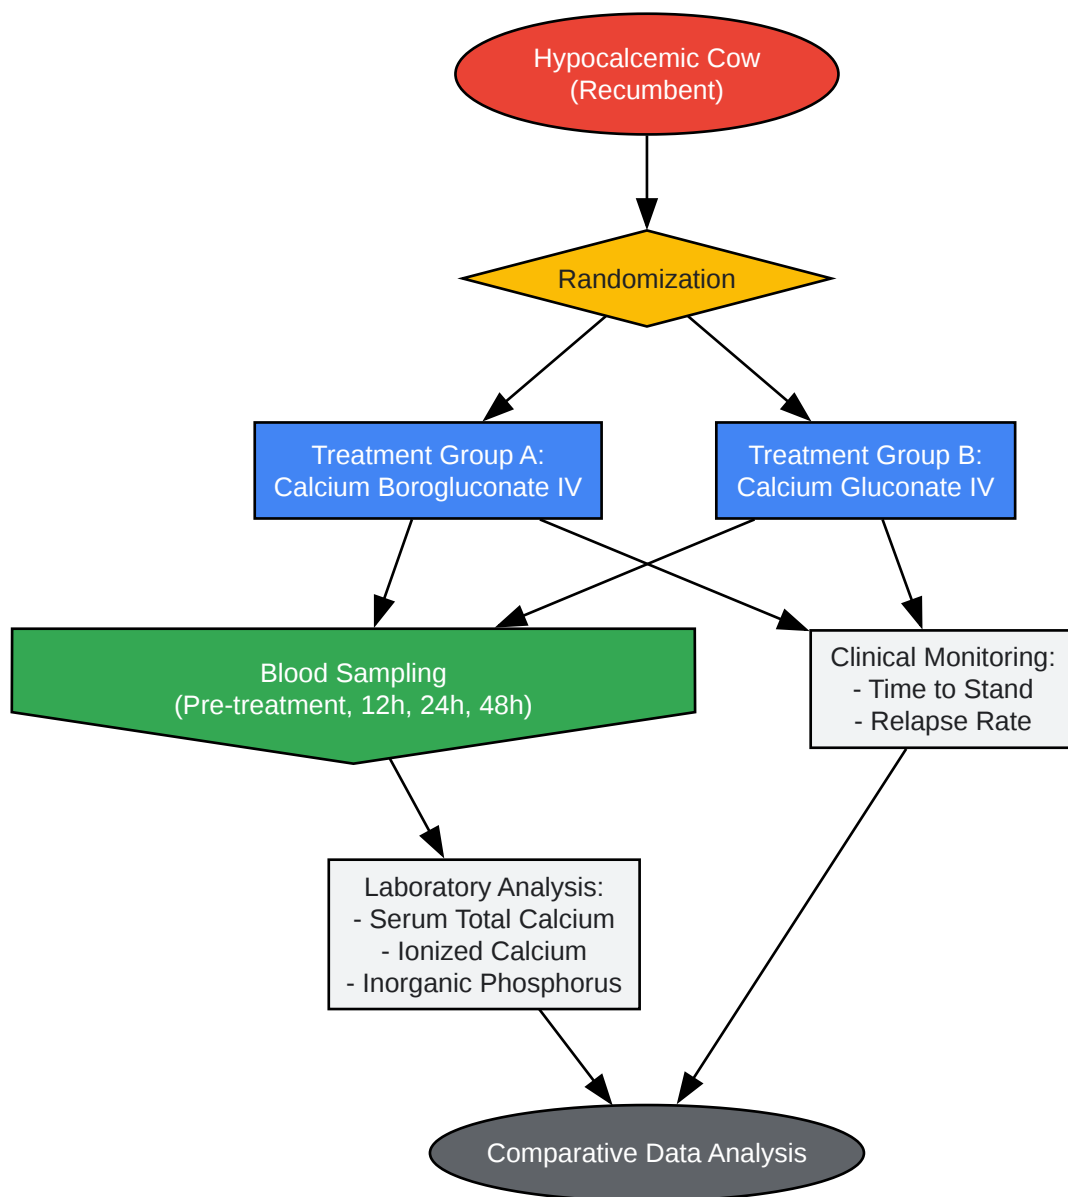 Hypocalcemic Cow
(Recumbent)
Randomization
Treatment Group A:
Calcium Borogluconate IV
Treatment Group B:
Calcium Gluconate IV
Blood Sampling
(Pre-treatment, 12h, 24h, 48h)
Clinical Monitoring:
- Time to Stand
- Relapse Rate
Laboratory Analysis:
- Serum Total Calcium
- Ionized Calcium
- Inorganic Phosphorus
Comparative Data Analysis